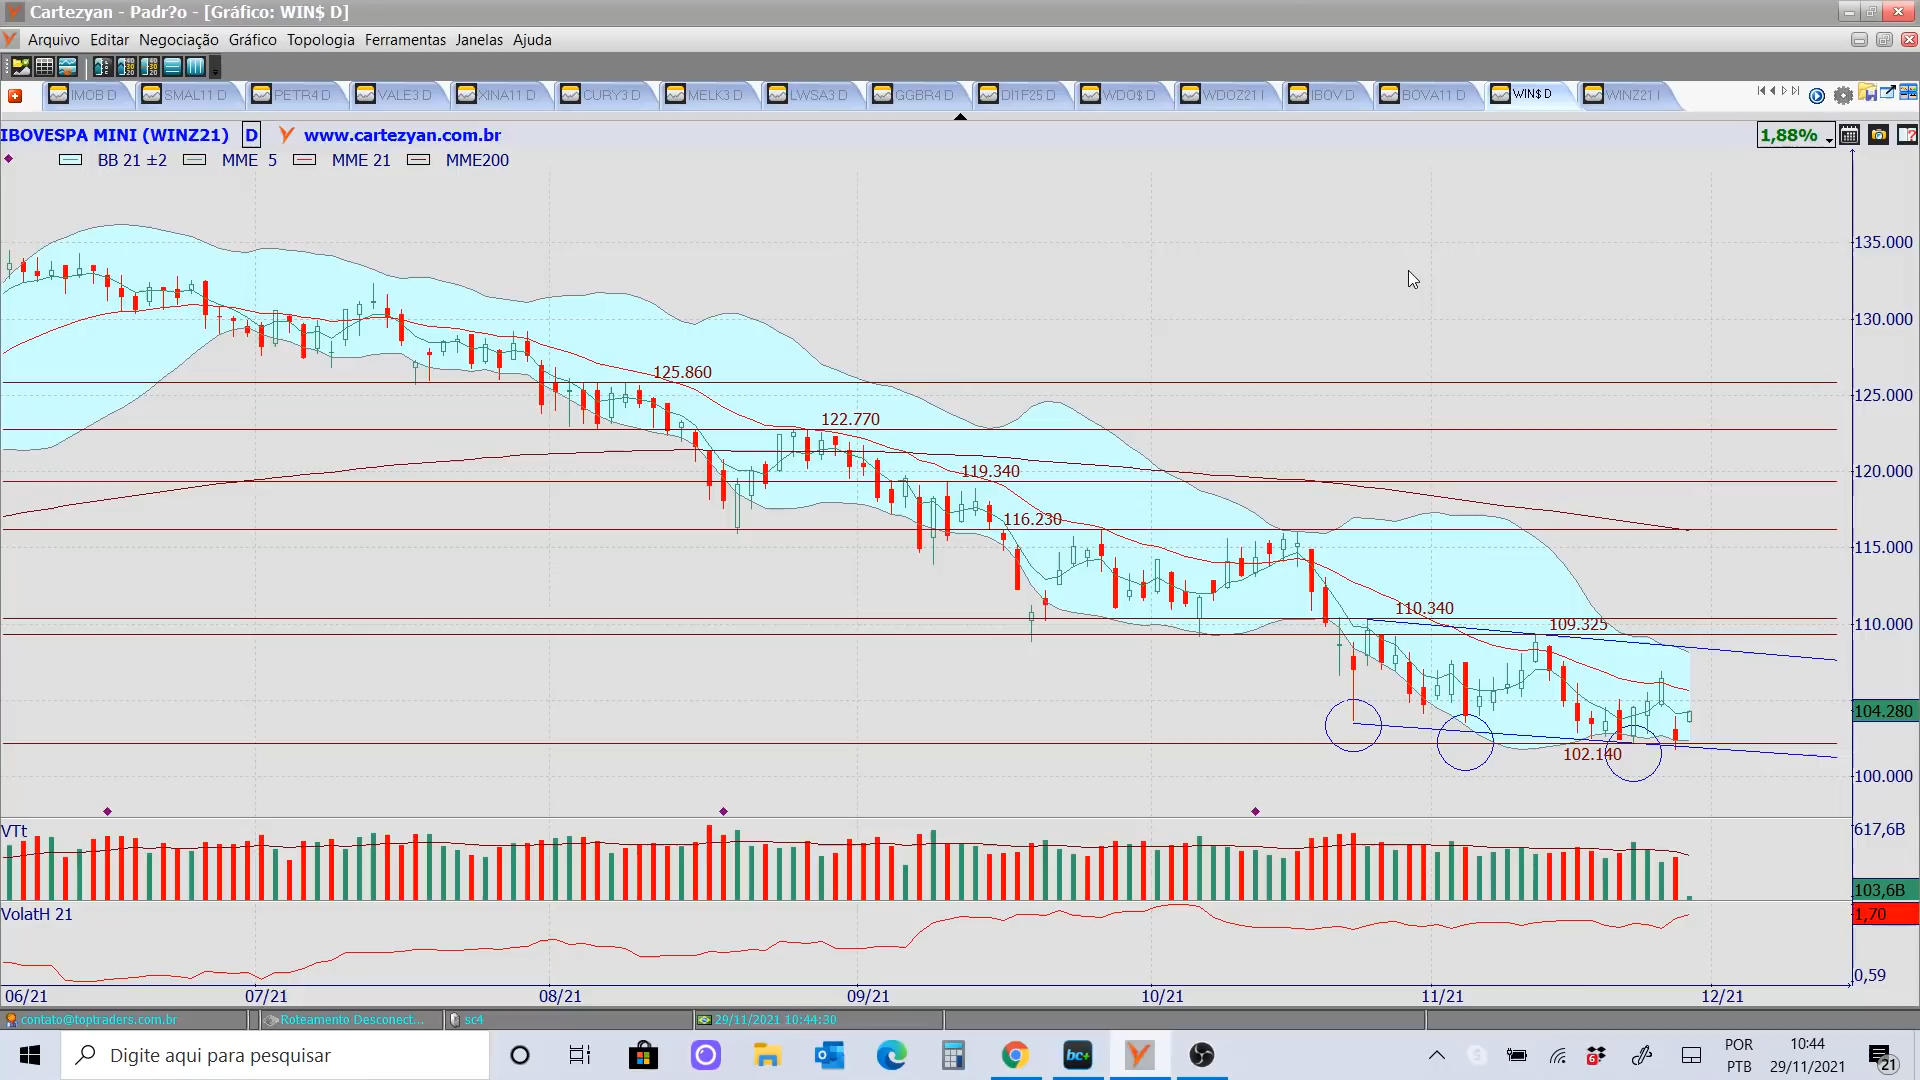 Cartezyan - Padr?o - [Gráfico: WIN$ D]
Arquivo Editar Negociação Gráfico Topologia Ferramentas Janelas Ajuda
IMOB D SMAL11 D PETR4 D VALE3 D XINA11 D CURY3 D MELK3 D LWSA3 D GGBR4 D DI1F25 D WDO$ D WDOZ21 I IBOV D BOVA11 D WIN$ D WINZ21 I
IBOVESPA MINI (WINZ21) D www.cartezyan.com.br 1,88%
BB 21 ±2 MME 5 MME 21 MME200
135.000
130.000
125.860
125.000
122.770
120.000
119.340
116.230
115.000
110.340
109.325
110.000
104.280
102.140
100.000
VTt
617,6B
103,6B
VolatH 21
1,70
0,59
06/21 07/21 08/21 09/21 10/21 11/21 12/21
contato@toptraders.com.br Roteamento Desconect... sc4 29/11/2021 10:44:30
Digite aqui para pesquisar
bc+
6
POR
PTB
10:44
29/11/2021
21